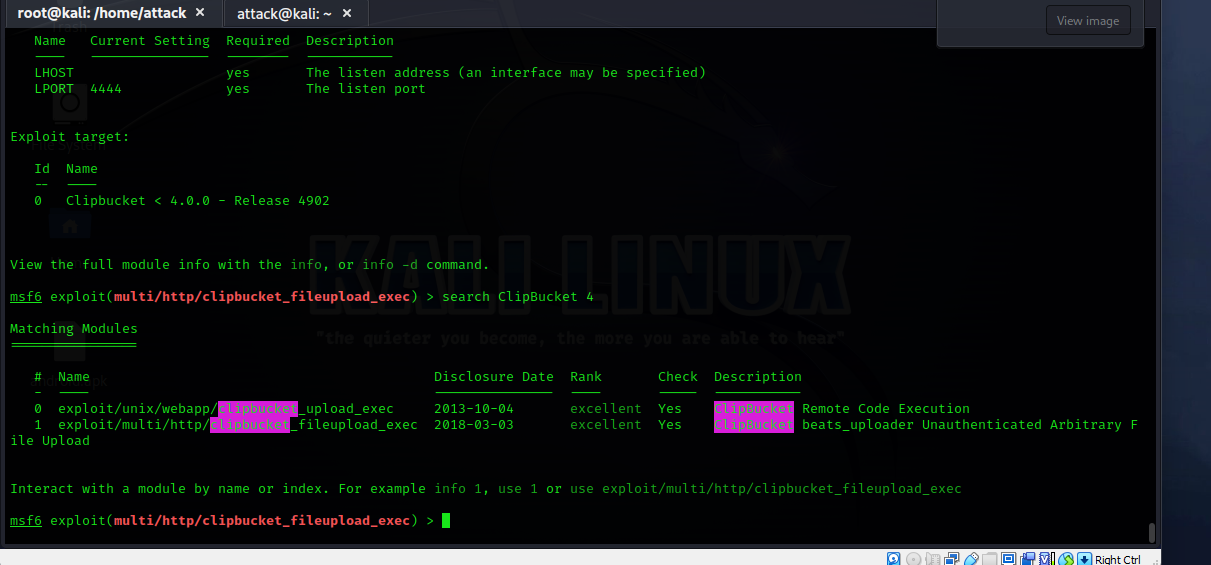 root@kali: /home/attack × attack@kali: ~ ×
View image
Name Current Setting Required Description
---- --------------- -------- -----------
LHOST yes The listen address (an interface may be specified)
LPORT 4444 yes The listen port
Exploit target:
Id Name
-- ----
0 Clipbucket < 4.0.0 - Release 4902
View the full module info with the info, or info -d command.
msf6 exploit(multi/http/clipbucket_fileupload_exec) > search ClipBucket 4
Matching Modules
================
# Name Disclosure Date Rank Check Description
- ---- --------------- ---- ----- -----------
0 exploit/unix/webapp/clipbucket_upload_exec 2013-10-04 excellent Yes ClipBucket Remote Code Execution
1 exploit/multi/http/clipbucket_fileupload_exec 2018-03-03 excellent Yes ClipBucket beats_uploader Unauthenticated Arbitrary F
ile Upload
Interact with a module by name or index. For example info 1, use 1 or use exploit/multi/http/clipbucket_fileupload_exec
msf6 exploit(multi/http/clipbucket_fileupload_exec) >
KALI LINUX
"the quieter you become, the more you are able to hear"
Right Ctrl